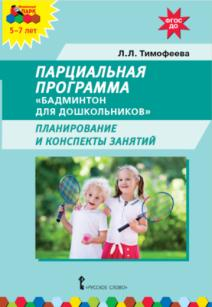 5–7 лет
ФГОС
ДО
Л.Л. Тимофеева
ПАРЦИАЛЬНАЯ
ПРОГРАММА
«БАДМИНТОН
ДЛЯ ДОШКОЛЬНИКОВ»
ПЛАНИРОВАНИЕ
И КОНСПЕКТЫ ЗАНЯТИЙ
«РУССКОЕ СЛОВО»